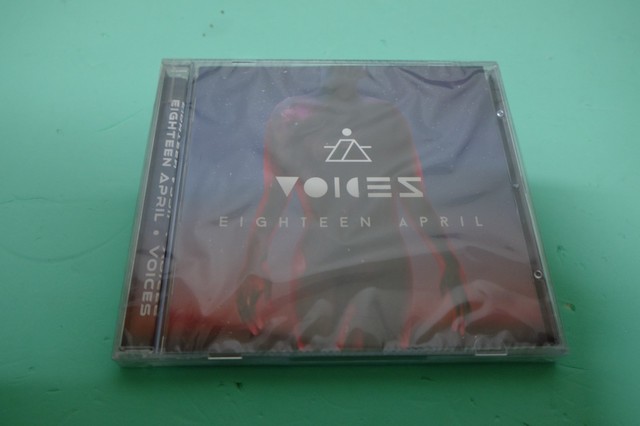 VOICES
EIGHTEEN APRIL
EIGHTEEN APRIL • VOICES